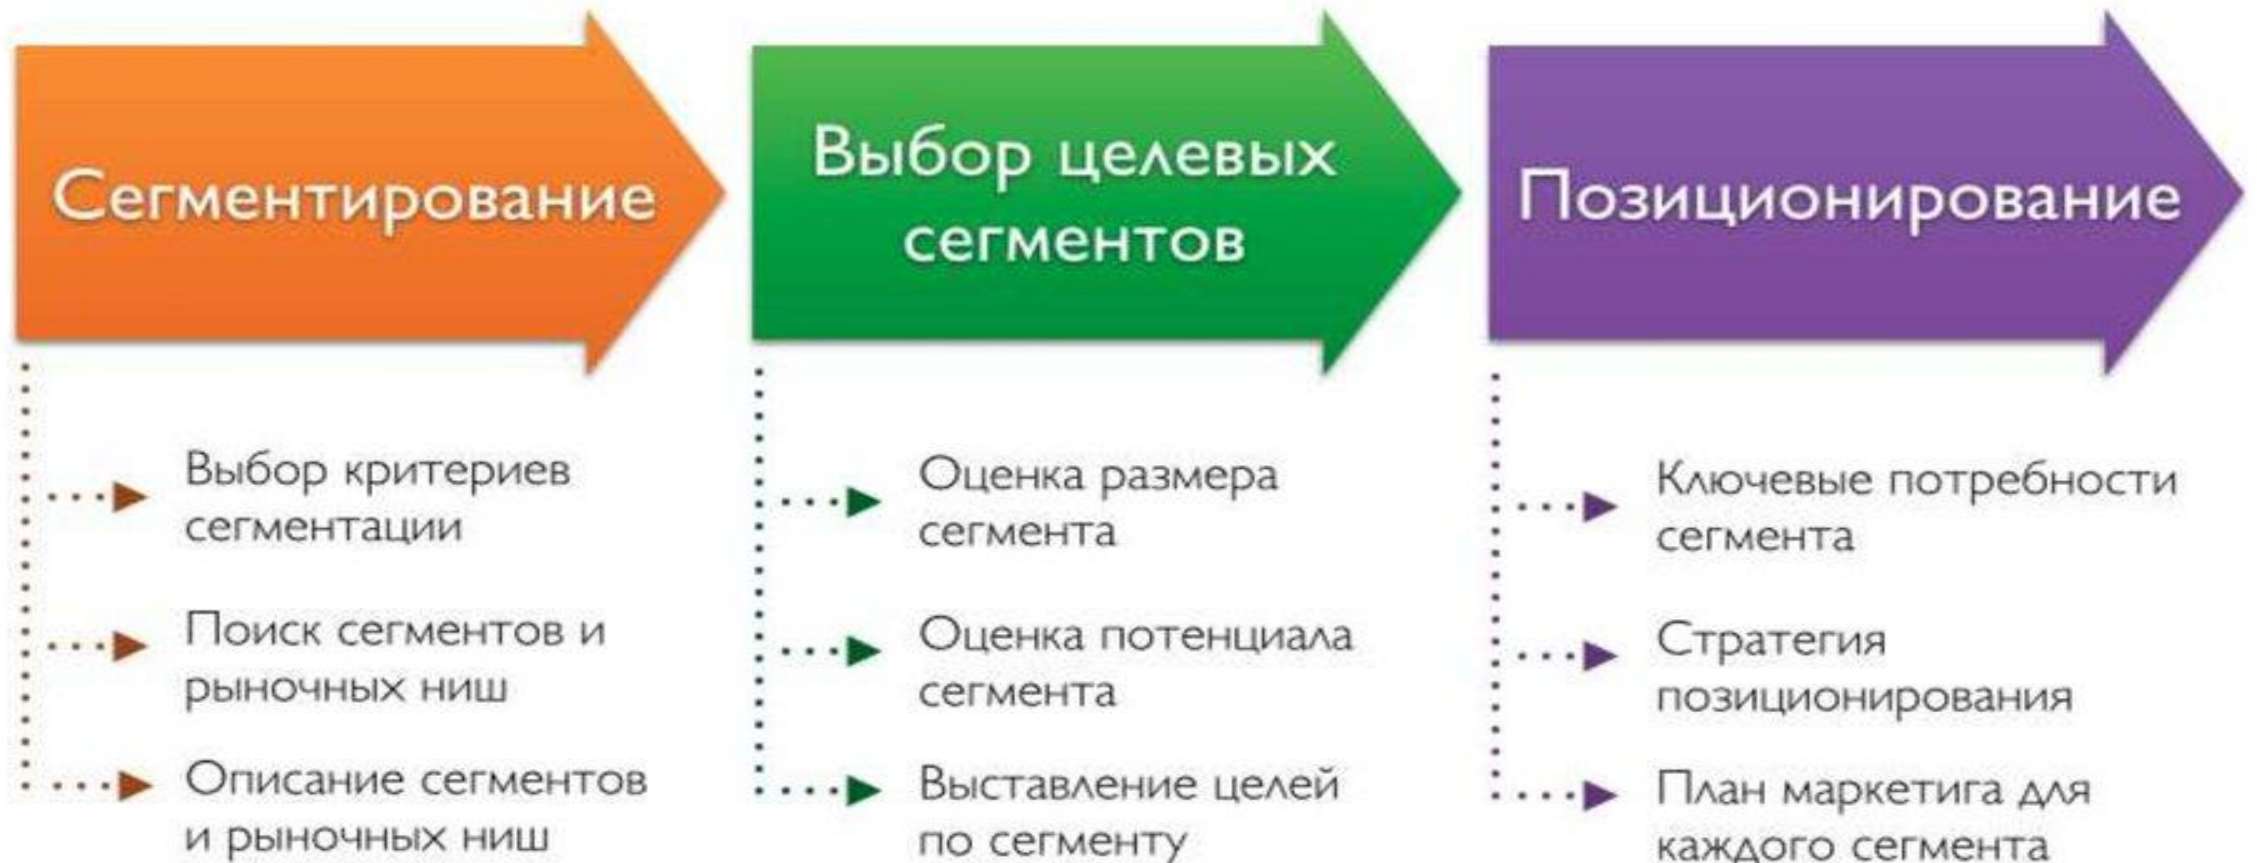 Сегментирование
Выбор критериев
сегментации
Поиск сегментов и
рыночных ниш
Описание сегментов
и рыночных ниш
Выбор целевых
сегментов
Оценка размера
сегмента
Оценка потенциала
сегмента
Выставление целей
по сегменту
Позиционирование
Ключевые потребности
сегмента
Стратегия
позиционирования
План маркетига для
каждого сегмента